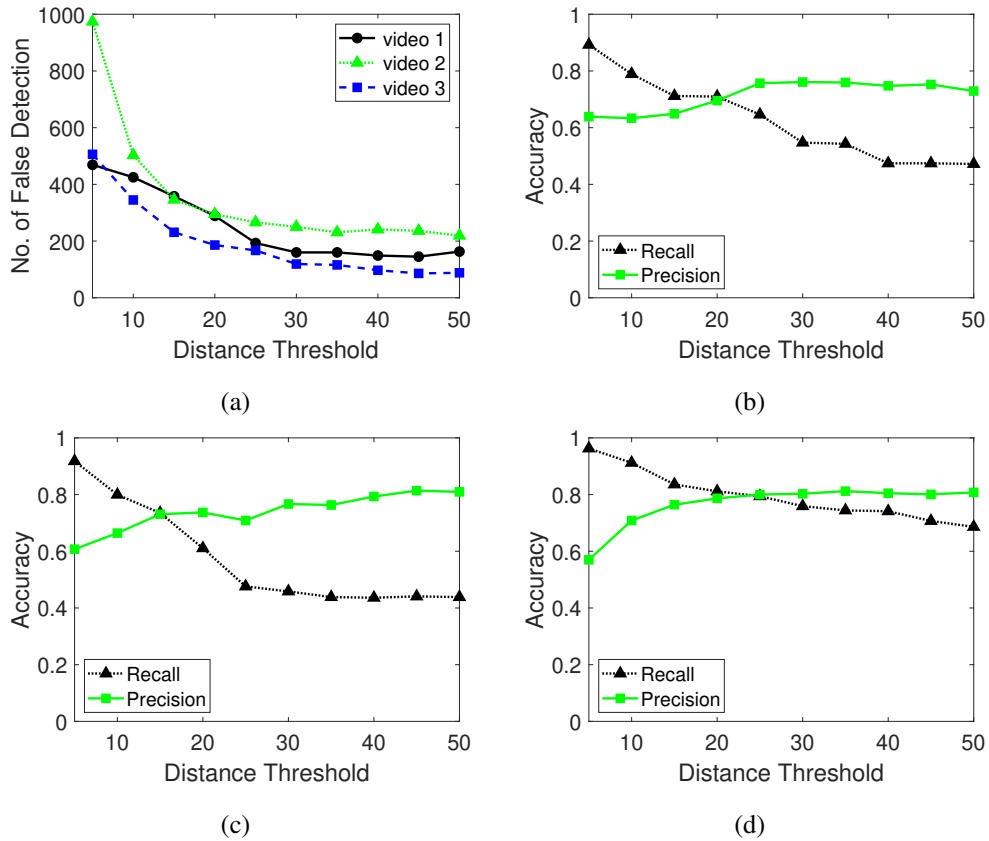 1000
800
600
400
200
0
No. of False Detection
video 1
video 2
video 3
10 20 30 40 50
Distance Threshold
(a)
1
0.8
0.6
0.4
0.2
0
Accuracy
Recall
Precision
10 20 30 40 50
Distance Threshold
(b)
1
0.8
0.6
0.4
0.2
0
Accuracy
Recall
Precision
10 20 30 40 50
Distance Threshold
(c)
1
0.8
0.6
0.4
0.2
0
Accuracy
Recall
Precision
10 20 30 40 50
Distance Threshold
(d)